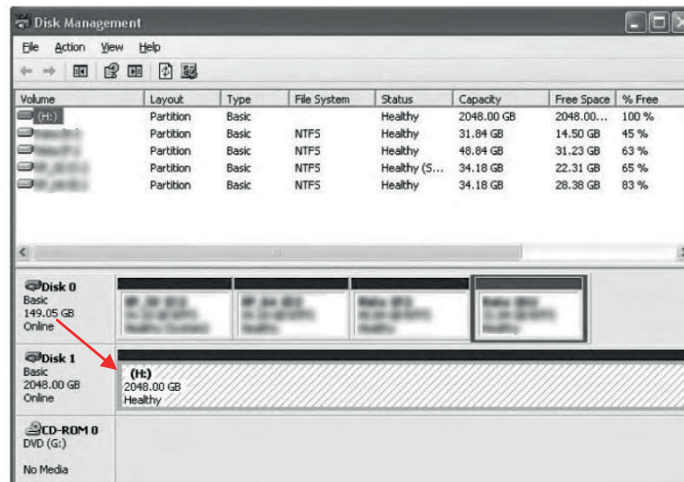 Disk Management
File Action View Help
Volume Layout Type File System Status Capacity Free Space % Free
(H:) Partition Basic Healthy 2048.00 GB 2048.00... 100 %
Partition Basic NTFS Healthy 31.84 GB 14.50 GB 45 %
Partition Basic NTFS Healthy 48.84 GB 31.23 GB 63 %
Partition Basic NTFS Healthy (S... 34.18 GB 22.31 GB 65 %
Partition Basic NTFS Healthy 34.18 GB 28.38 GB 83 %
Disk 0
Basic
149.05 GB
Online
Disk 1
Basic
2048.00 GB
Online
(H:)
2048.00 GB
Healthy
CD-ROM 0
DVD (G:)
No Media